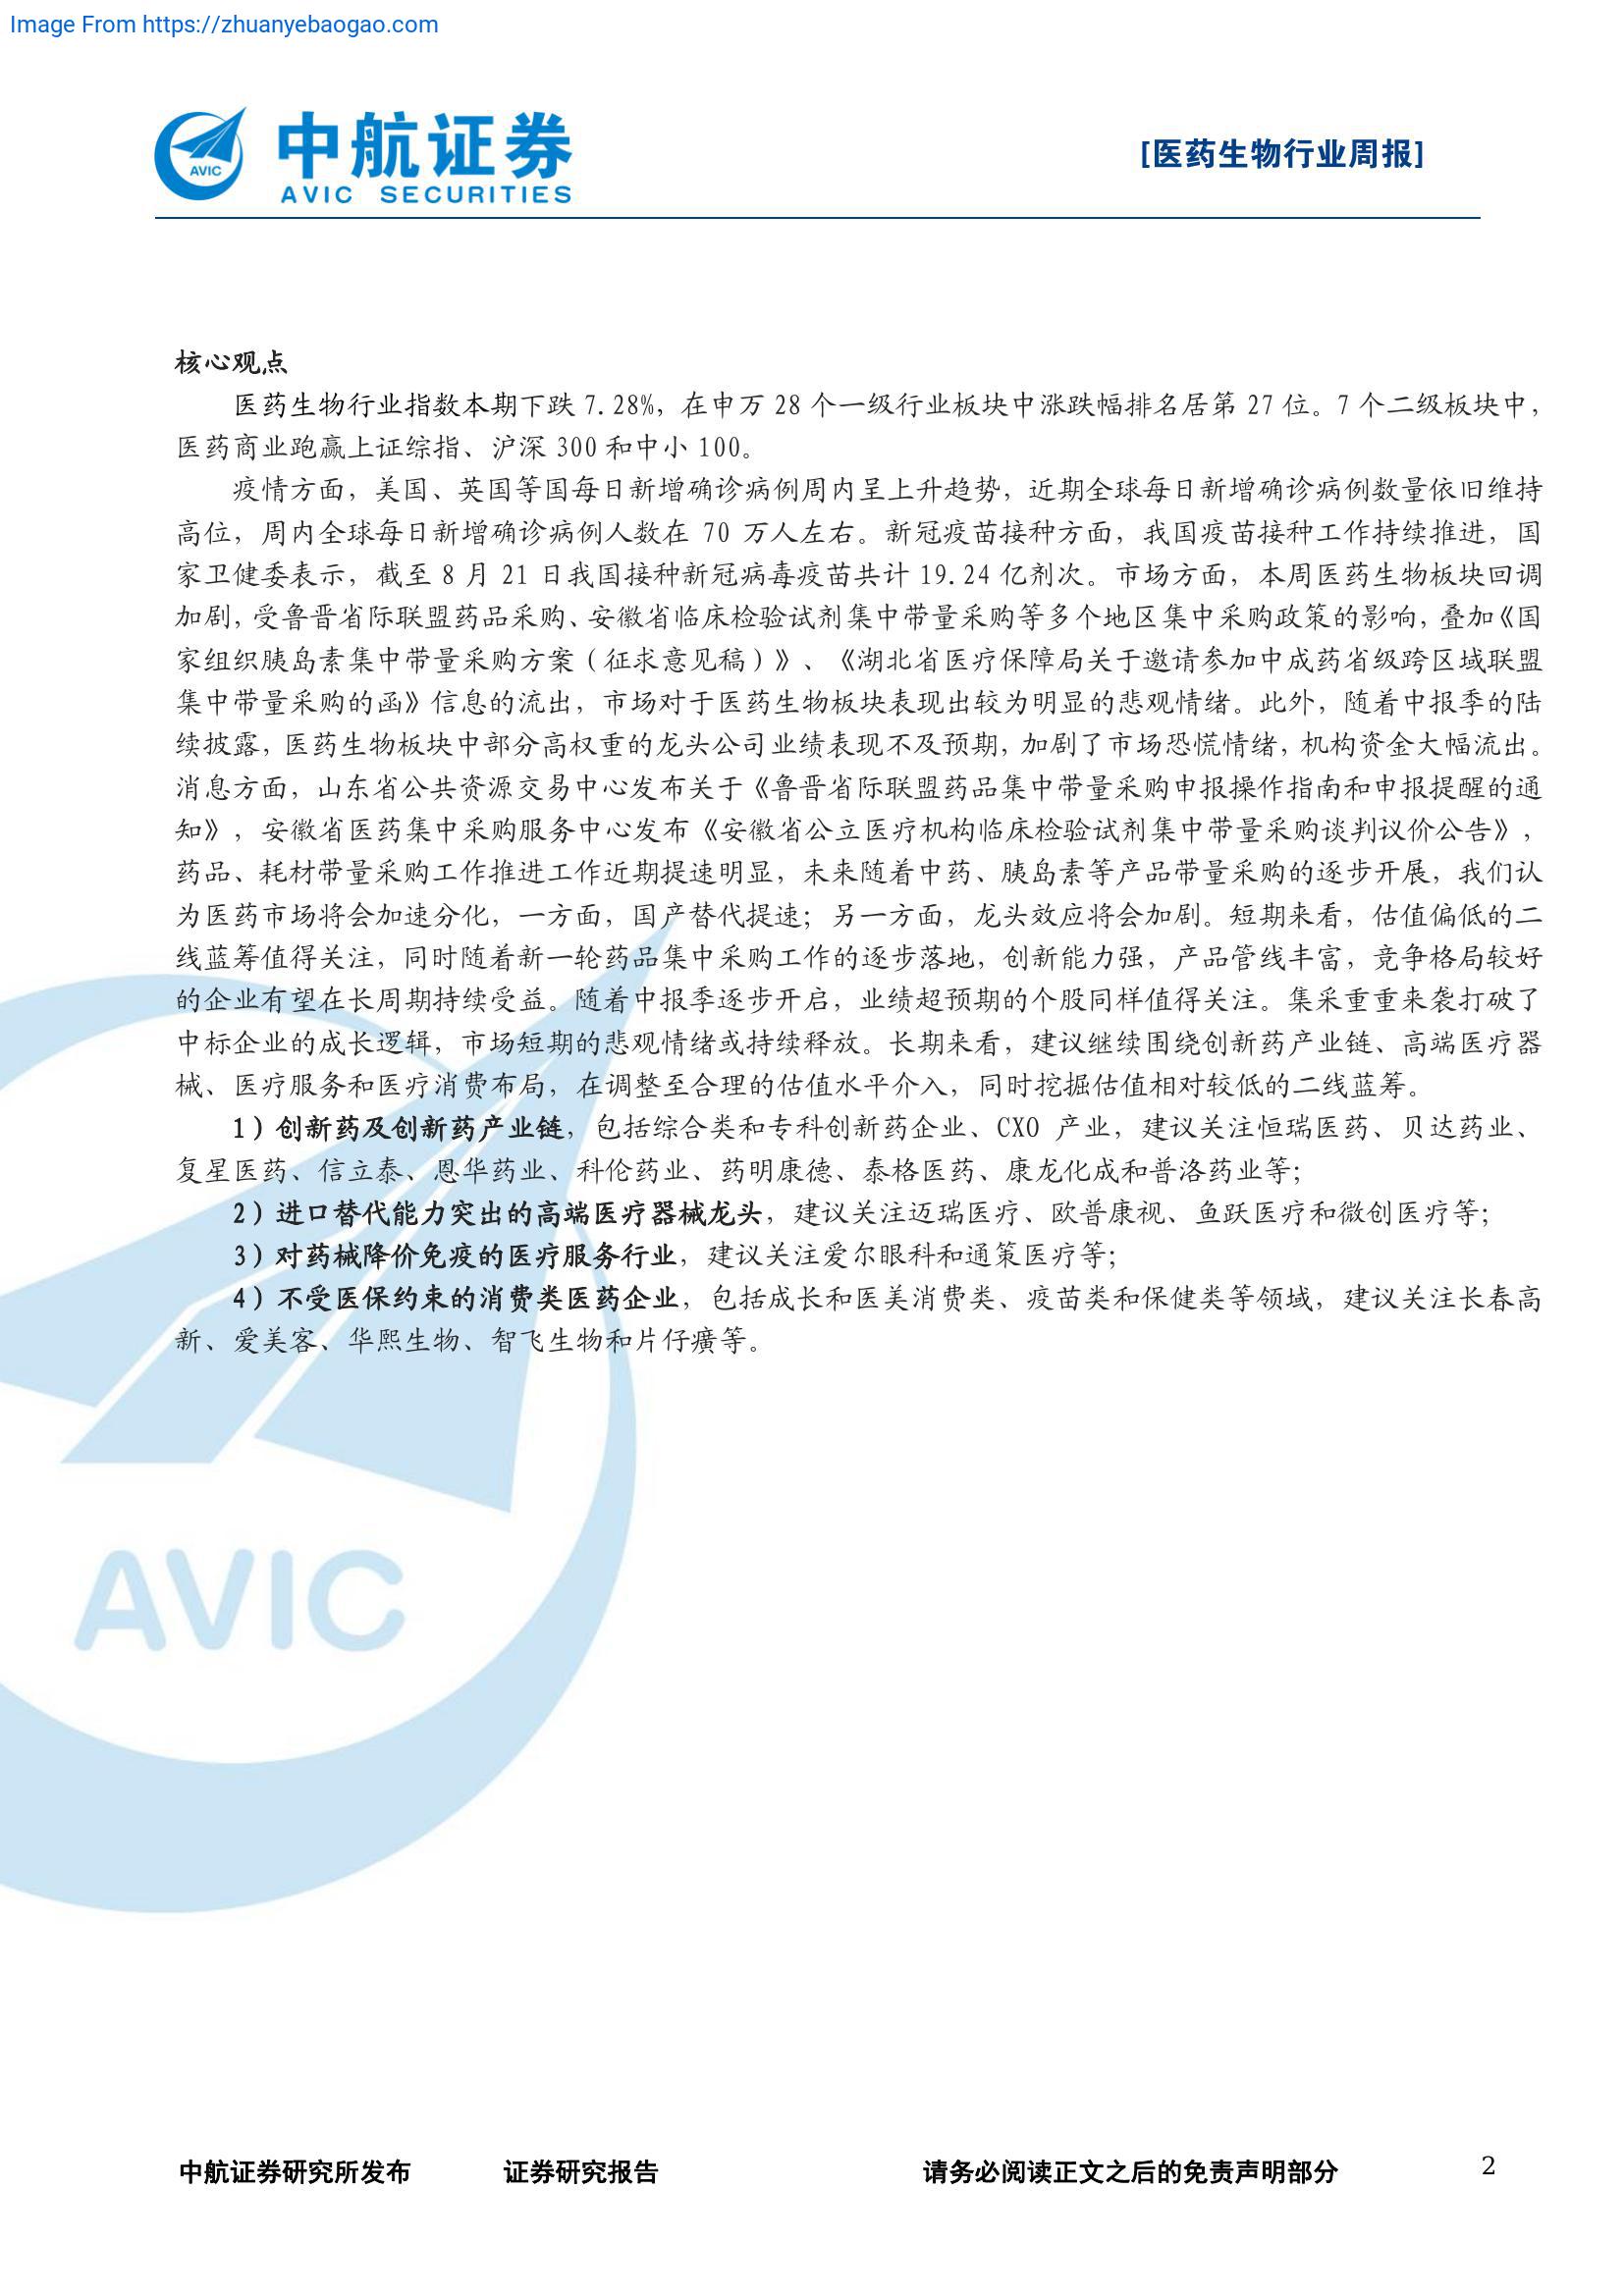 Image From https://zhuanyebaogao.com
中航证券
AVIC SECURITIES
AVIC
[医药生物行业周报]
核心观点
医药生物行业指数本期下跌 7.28%，在申万 28 个一级行业板块中涨跌幅排名居第 27 位。7 个二级板块中，
医药商业跑赢上证综指、沪深 300 和中小 100。
疫情方面，美国、英国等国每日新增确诊病例周内呈上升趋势，近期全球每日新增确诊病例数量依旧维持
高位，周内全球每日新增确诊病例人数在 70 万人左右。新冠疫苗接种方面，我国疫苗接种工作持续推进，国
家卫健委表示，截至 8 月 21 日我国接种新冠病毒疫苗共计 19.24 亿剂次。市场方面，本周医药生物板块回调
加剧，受鲁晋省际联盟药品采购、安徽省临床检验试剂集中带量采购等多个地区集中采购政策的影响，叠加《国
家组织胰岛素集中带量采购方案（征求意见稿）》、《湖北省医疗保障局关于邀请参加中成药省级跨区域联盟
集中带量采购的函》信息的流出，市场对于医药生物板块表现出较为明显的悲观情绪。此外，随着中报季的陆
续披露，医药生物板块中部分高权重的龙头公司业绩表现不及预期，加剧了市场恐慌情绪，机构资金大幅流出。
消息方面，山东省公共资源交易中心发布关于《鲁晋省际联盟药品集中带量采购申报操作指南和申报提醒的通
知》，安徽省医药集中采购服务中心发布《安徽省公立医疗机构临床检验试剂集中带量采购谈判议价公告》，
药品、耗材带量采购工作推进工作近期提速明显，未来随着中药、胰岛素等产品带量采购的逐步开展，我们认
为医药市场将会加速分化，一方面，国产替代提速；另一方面，龙头效应将会加剧。短期来看，估值偏低的二
线蓝筹值得关注，同时随着新一轮药品集中采购工作的逐步落地，创新能力强，产品管线丰富，竞争格局较好
的企业有望在长周期持续受益。随着中报季逐步开启，业绩超预期的个股同样值得关注。集采重重来袭打破了
中标企业的成长逻辑，市场短期的悲观情绪或持续释放。长期来看，建议继续围绕创新药产业链、高端医疗器
械、医疗服务和医疗消费布局，在调整至合理的估值水平介入，同时挖掘估值相对较低的二线蓝筹。
1）创新药及创新药产业链，包括综合类和专科创新药企业、CXO 产业，建议关注恒瑞医药、贝达药业、
复星医药、信立泰、恩华药业、科伦药业、药明康德、泰格医药、康龙化成和普洛药业等；
2）进口替代能力突出的高端医疗器械龙头，建议关注迈瑞医疗、欧普康视、鱼跃医疗和微创医疗等；
3）对药械降价免疫的医疗服务行业，建议关注爱尔眼科和通策医疗等；
4）不受医保约束的消费类医药企业，包括成长和医美消费类、疫苗类和保健类等领域，建议关注长春高
新、爱美客、华熙生物、智飞生物和片仔癀等。
AVIC
中航证券研究所发布 证券研究报告 请务必阅读正文之后的免责声明部分 2